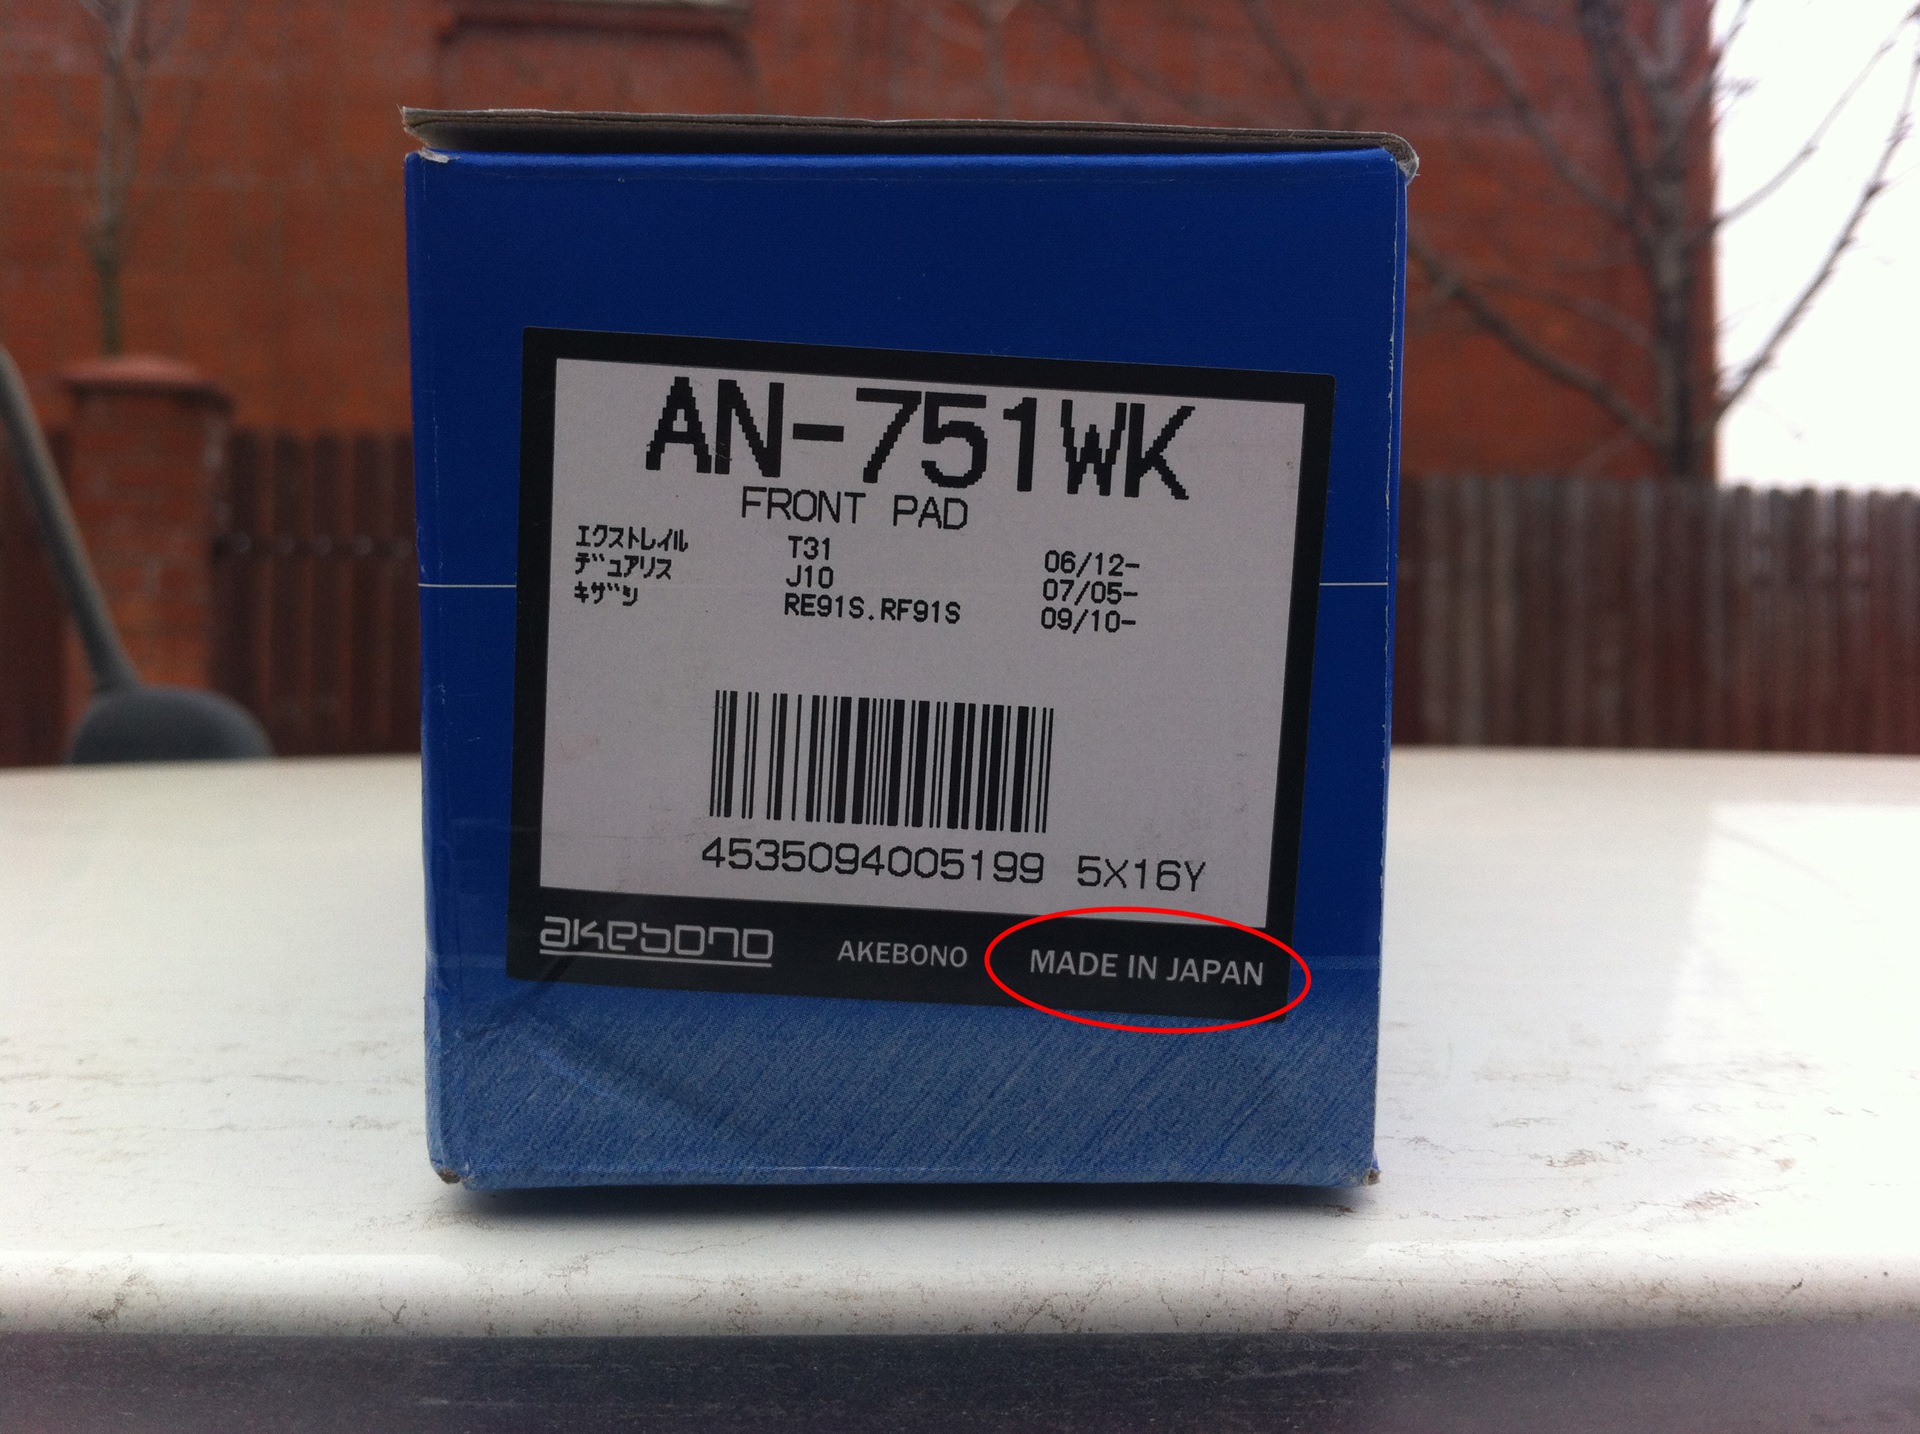 AN-751WK
FRONT PAD
エクストレイル T31 06/12-
デュアリス J10 07/05-
キザシ RE91S.RF91S 09/10-
4535094005199 5X16Y
akebono AKEBONO MADE IN JAPAN